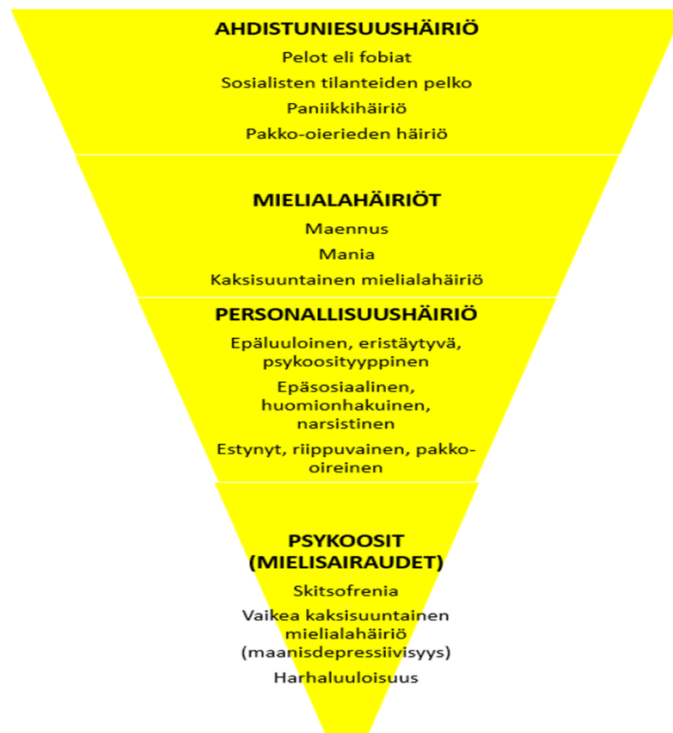 AHDISTUNIESUUSHÄIRIÖ
Pelot eli fobiat
Sosialisten tilanteiden pelko
Paniikkihäiriö
Pakko-oierieden häiriö
MIELIALAHÄIRIÖT
Maennus
Mania
Kaksisuuntainen mielialahäiriö
PERSONALLISUUSHÄIRIÖ
Epäluuloinen, eristäytyvä,
psykoosityyppinen
Epäsosiaalinen,
huomionhakuinen,
narsistinen
Estynyt, riippuvainen, pakko-
oireinen
PSYKOOSIT
(MIELISAIRAUDET)
Skitsofrenia
Vaikea kaksisuuntainen
mielialahäiriö
(maanisdepressiivisyys)
Harhaluuloisuus